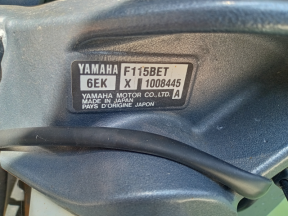 YAMAHA F115BET
6EK X 1008445
YAMAHA MOTOR CO.,LTD. A
MADE IN JAPAN
PAYS D'ORIGINE JAPON